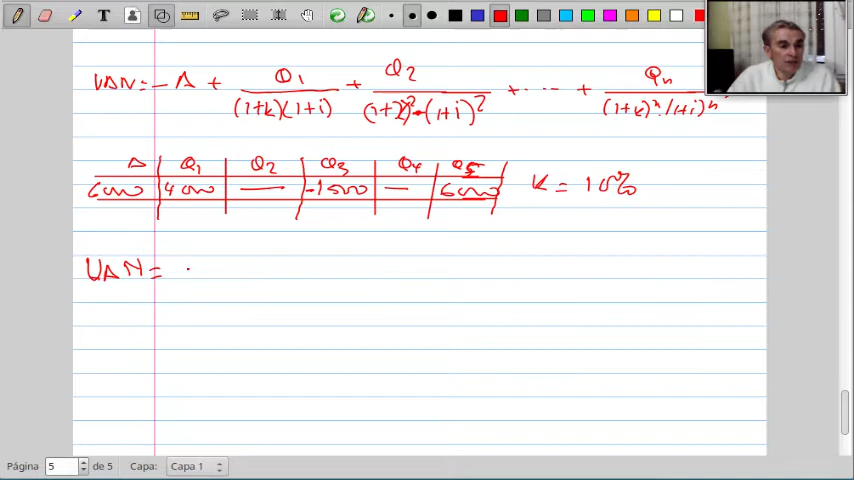 VAN = -A + Q1/((1+k)(1+i)) + Q2/((1+k)^2·(1+i)^2) + ··· + Qn/((1+k)^n·(1+i)^n
A Q1 Q2 Q3 Q4 Q5
6000 4000 — -1500 — 6000 K = 10%
VAN =
Página 5 de 5 Capa: Capa 1